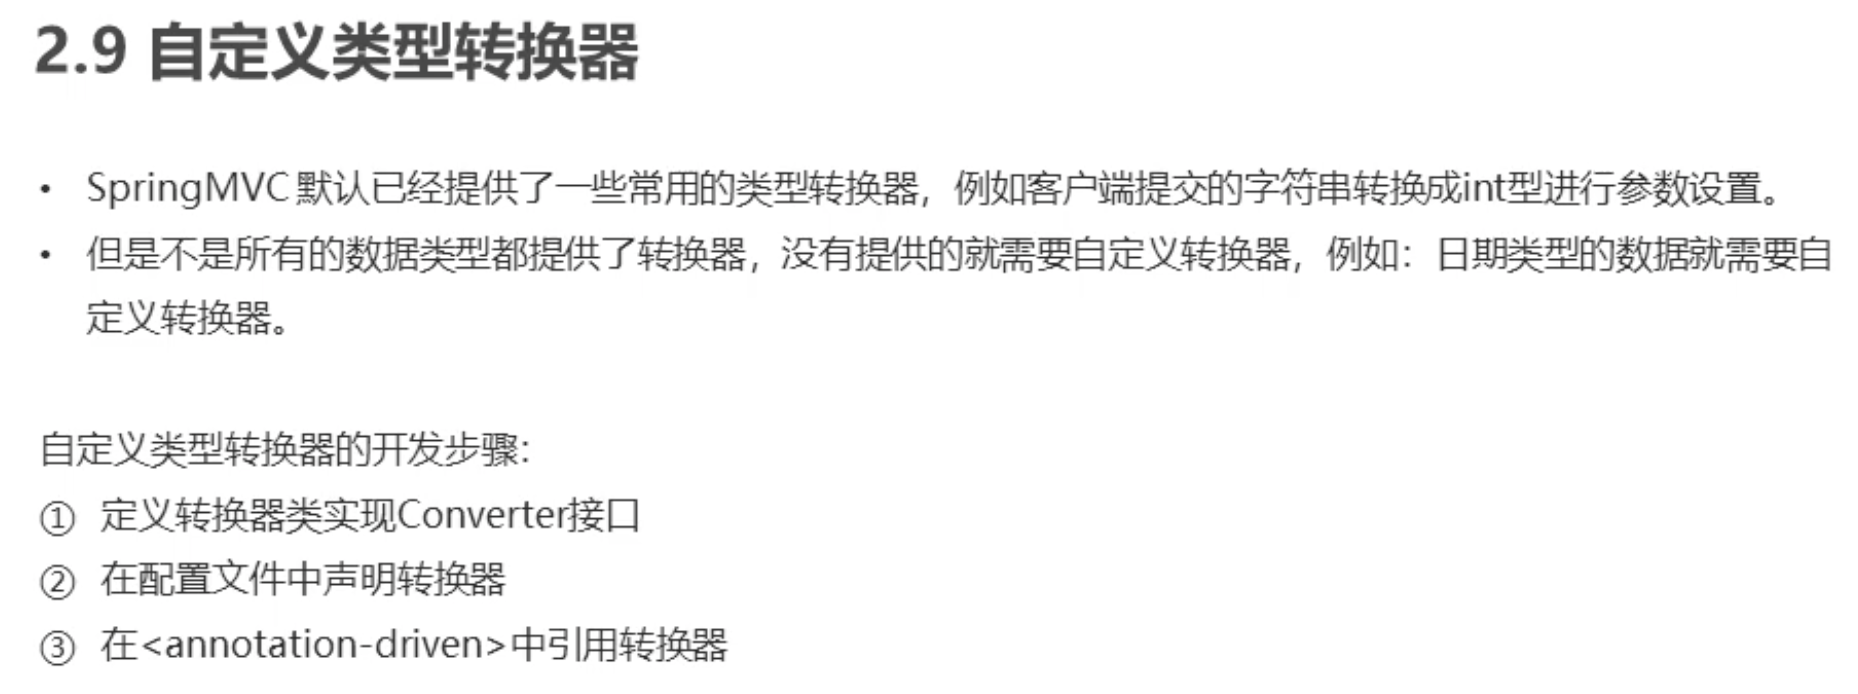 2.9 自定义类型转换器
• SpringMVC 默认已经提供了一些常用的类型转换器，例如客户端提交的字符串转换成int型进行参数设置。
• 但是不是所有的数据类型都提供了转换器，没有提供的就需要自定义转换器，例如：日期类型的数据就需要自
定义转换器。
自定义类型转换器的开发步骤：
① 定义转换器类实现Converter接口
② 在配置文件中声明转换器
③ 在<annotation-driven>中引用转换器